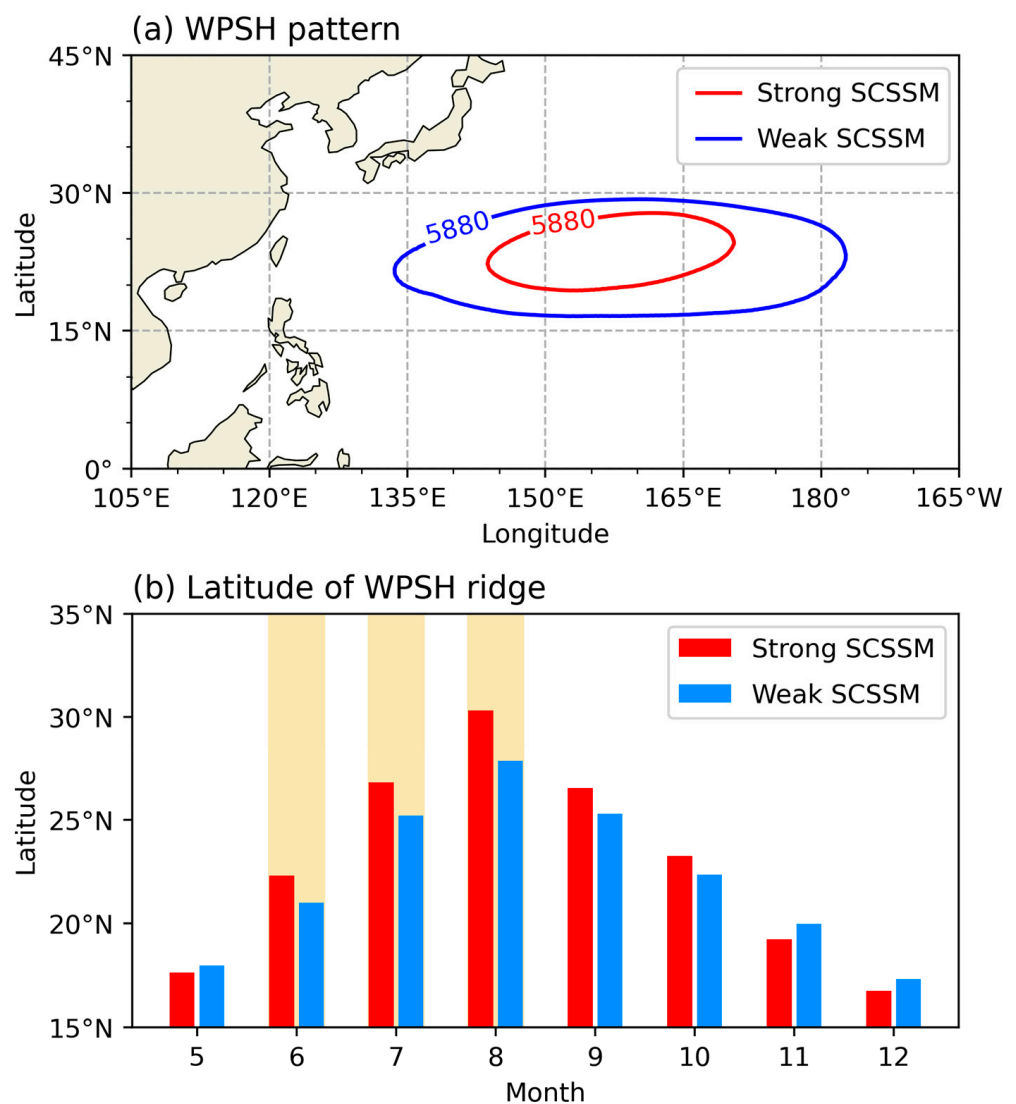 (a) WPSH pattern
45°N
Strong SCSSM
Weak SCSSM
30°N
5880
5880
Latitude
15°N
0°
105°E 120°E 135°E 150°E 165°E 180° 165°W
Longitude
(b) Latitude of WPSH ridge
35°N
Strong SCSSM
Weak SCSSM
30°N
25°N
Latitude
20°N
15°N
5 6 7 8 9 10 11 12
Month